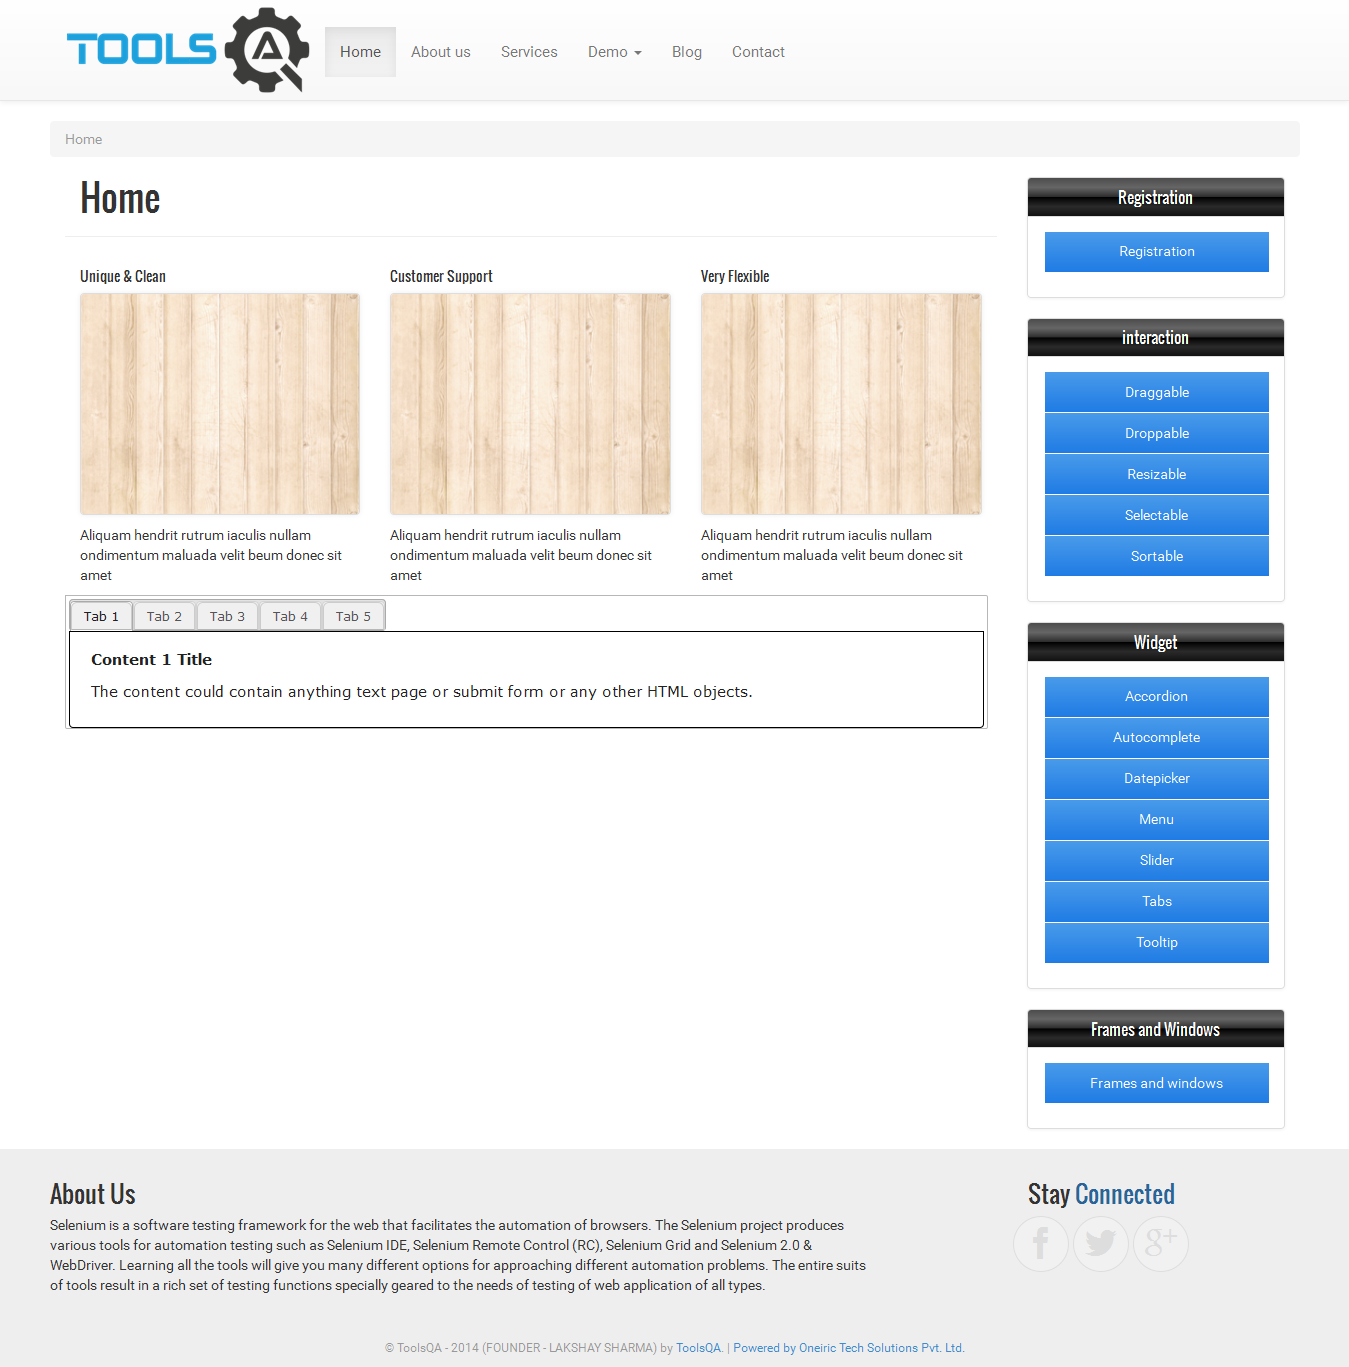 TOOLS QA
Home
About us
Services
Demo
Blog
Contact
Home
Home
Unique & Clean
Customer Support
Very Flexible
Aliquam hendrit rutrum iaculis nullam
ondimentum maluada velit beum donec sit
amet
Aliquam hendrit rutrum iaculis nullam
ondimentum maluada velit beum donec sit
amet
Aliquam hendrit rutrum iaculis nullam
ondimentum maluada velit beum donec sit
amet
Tab 1
Tab 2
Tab 3
Tab 4
Tab 5
Content 1 Title
The content could contain anything text page or submit form or any other HTML objects.
Registration
Registration
interaction
Draggable
Droppable
Resizable
Selectable
Sortable
Widget
Accordion
Autocomplete
Datepicker
Menu
Slider
Tabs
Tooltip
Frames and Windows
Frames and windows
About Us
Selenium is a software testing framework for the web that facilitates the automation of browsers. The Selenium project produces
various tools for automation testing such as Selenium IDE, Selenium Remote Control (RC), Selenium Grid and Selenium 2.0 &
WebDriver. Learning all the tools will give you many different options for approaching different automation problems. The entire suits
of tools result in a rich set of testing functions specially geared to the needs of testing of web application of all types.
Stay Connected
© ToolsQA - 2014 (FOUNDER - LAKSHAY SHARMA) by ToolsQA. | Powered by Oneiric Tech Solutions Pvt. Ltd.